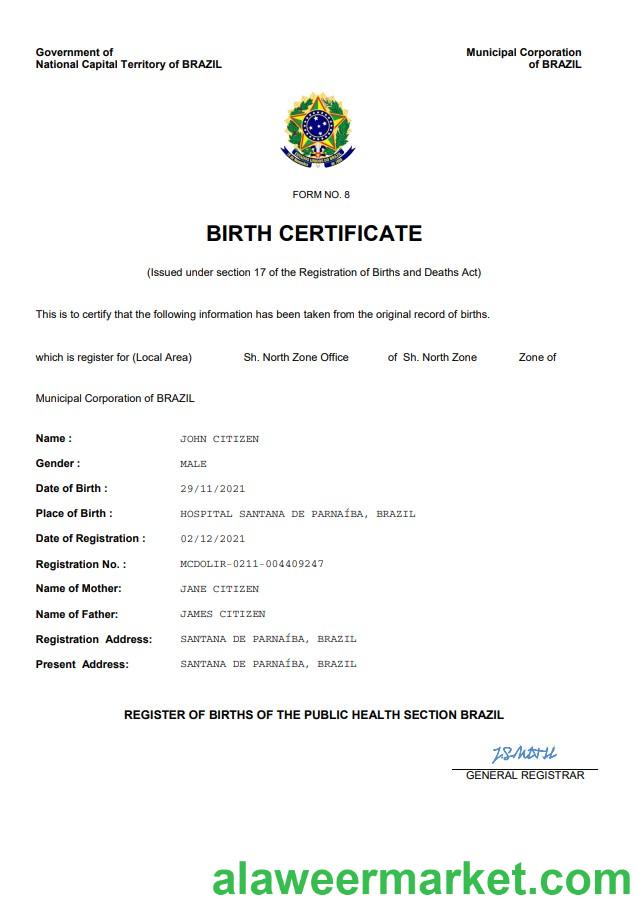 Government of
National Capital Territory of BRAZIL
Municipal Corporation
of BRAZIL
FORM NO. 8
BIRTH CERTIFICATE
(Issued under section 17 of the Registration of Births and Deaths Act)
This is to certify that the following information has been taken from the original record of births.
which is register for (Local Area) Sh. North Zone Office of Sh. North Zone Zone of
Municipal Corporation of BRAZIL
Name : JOHN CITIZEN
Gender : MALE
Date of Birth : 29/11/2021
Place of Birth : HOSPITAL SANTANA DE PARNAÍBA, BRAZIL
Date of Registration : 02/12/2021
Registration No. : MCDOLIR-0211-004409247
Name of Mother: JANE CITIZEN
Name of Father: JAMES CITIZEN
Registration Address: SANTANA DE PARNAÍBA, BRAZIL
Present Address: SANTANA DE PARNAÍBA, BRAZIL
REGISTER OF BIRTHS OF THE PUBLIC HEALTH SECTION BRAZIL
GENERAL REGISTRAR
alaweermarket.com